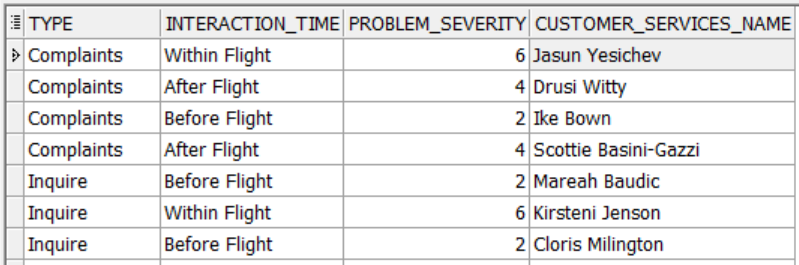 TYPE INTERACTION_TIME PROBLEM_SEVERITY CUSTOMER_SERVICES_NAME
Complaints Within Flight 6 Jasun Yesichev
Complaints After Flight 4 Drusi Witty
Complaints Before Flight 2 Ike Bown
Complaints After Flight 4 Scottie Basini-Gazzi
Inquire Before Flight 2 Mareah Baudic
Inquire Within Flight 6 Kirsteni Jenson
Inquire Before Flight 2 Cloris Milington